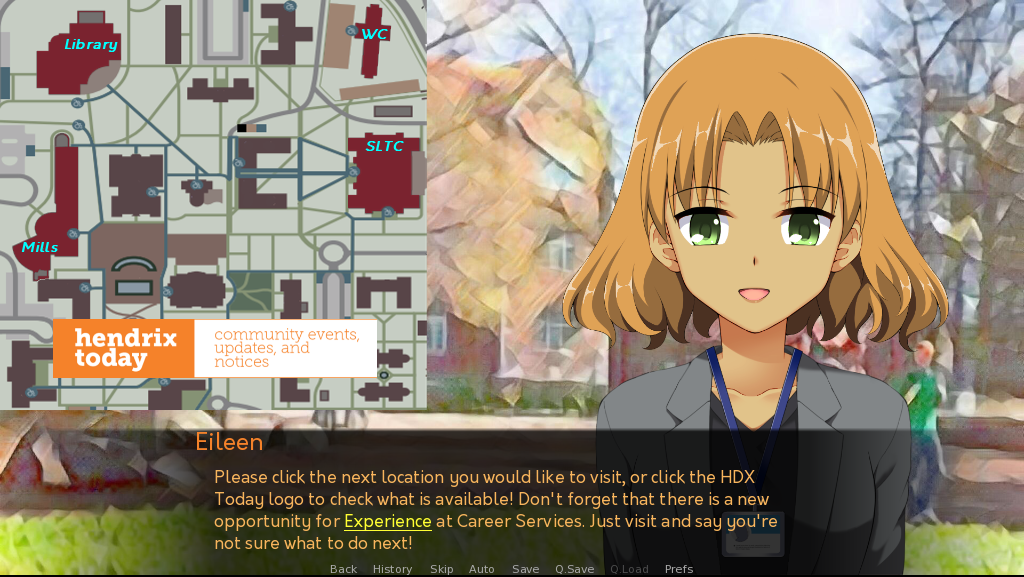 Library
WC
SLTC
Mills
hendrix
today
community events,
updates, and
notices
Eileen
Please click the next location you would like to visit, or click the HDX
Today logo to check what is available! Don't forget that there is a new
opportunity for Experience at Career Services. Just visit and say you're
not sure what to do next!
Back History Skip Auto Save Q.Save Q.Load Prefs